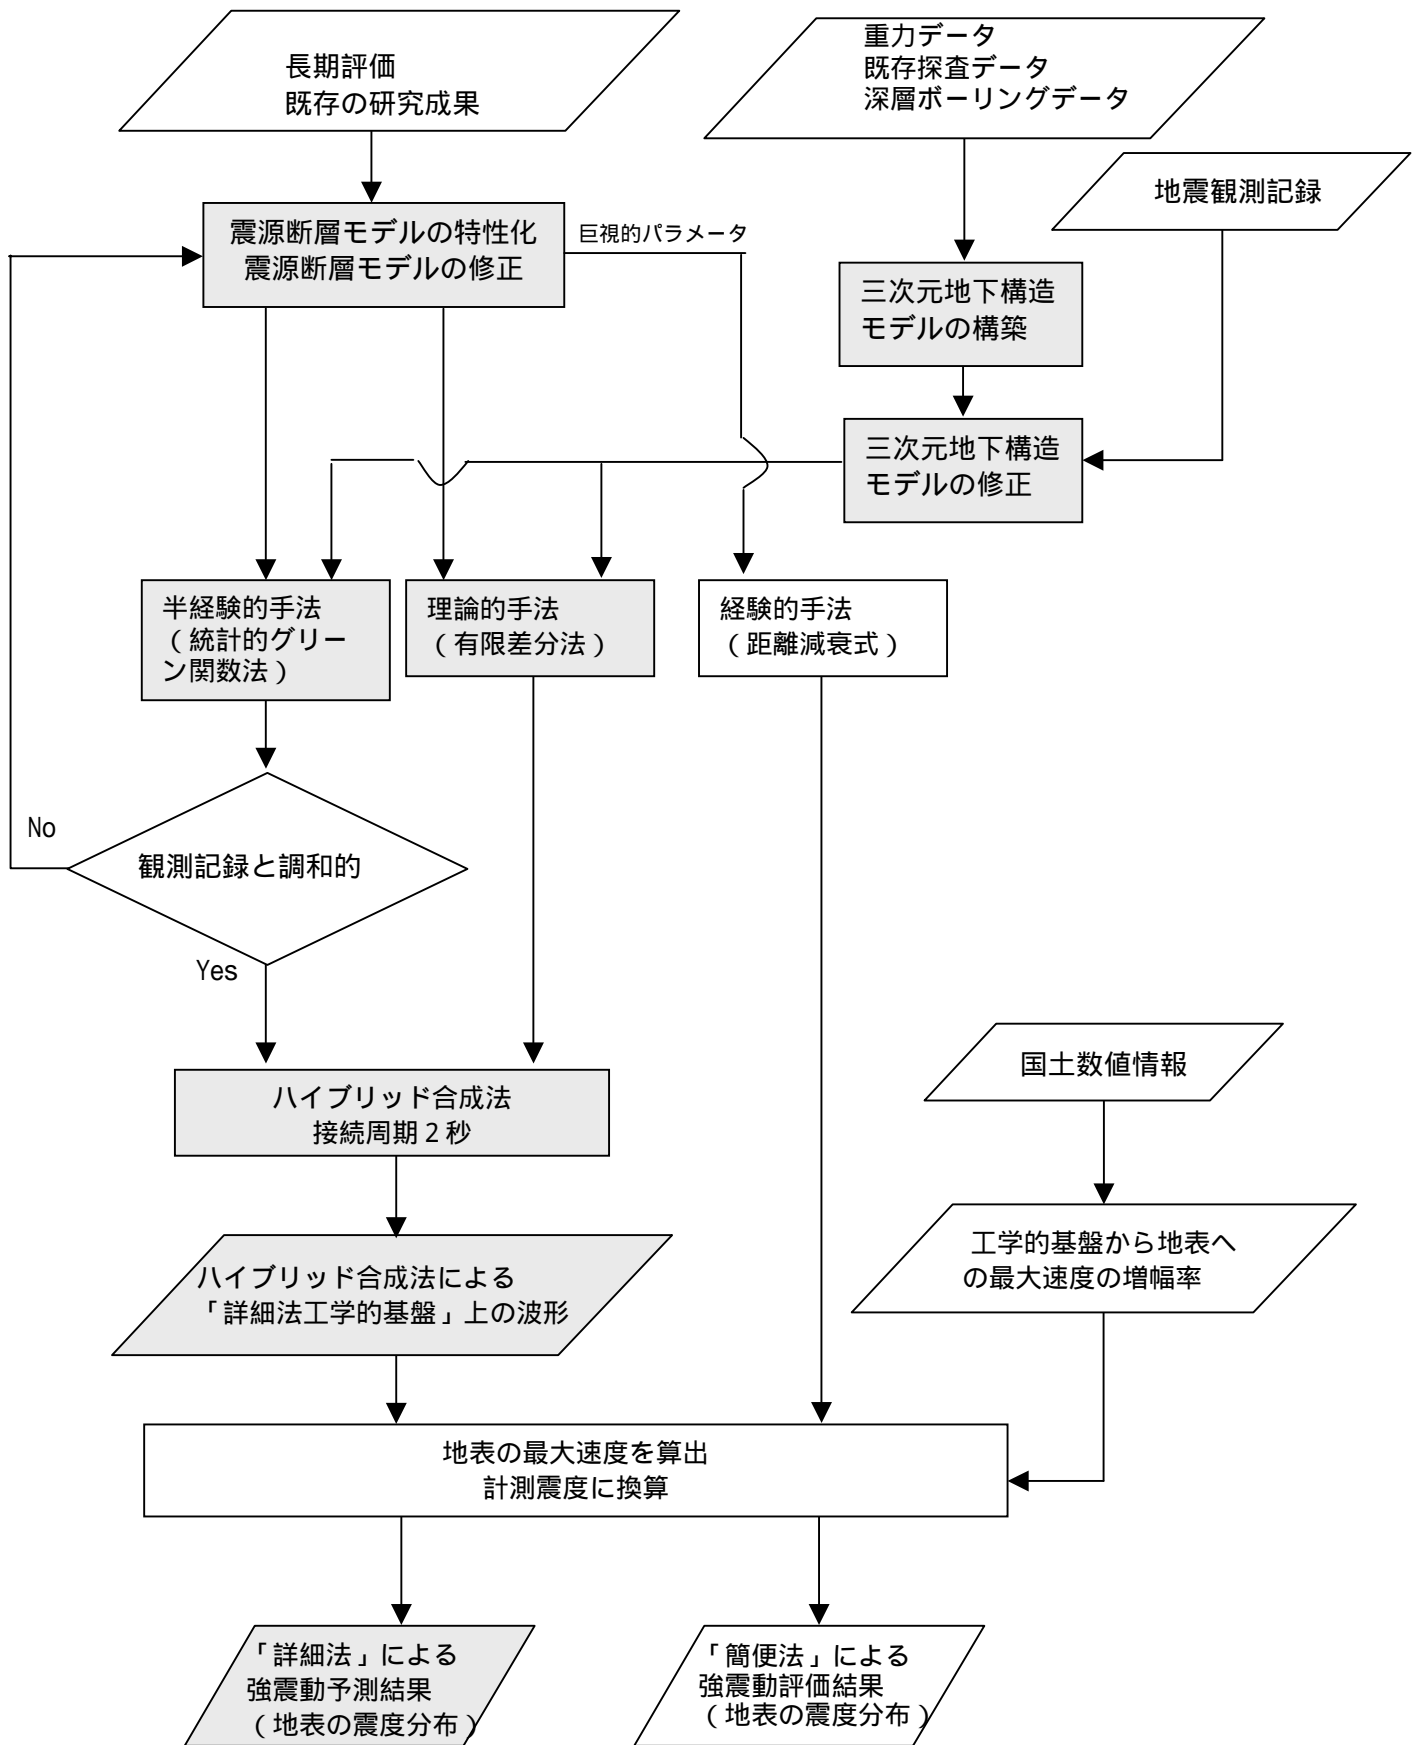 長期評価
既存の研究成果
重力データ
既存探査データ
深層ボーリングデータ
地震観測記録
震源断層モデルの特性化
震源断層モデルの修正
巨視的パラメータ
三次元地下構造
モデルの構築
三次元地下構造
モデルの修正
半経験的手法
（統計的グリー
ン関数法）
理論的手法
（有限差分法）
経験的手法
（距離減衰式）
No
観測記録と調和的
Yes
ハイブリッド合成法
接続周期２秒
国土数値情報
工学的基盤から地表へ
の最大速度の増幅率
ハイブリッド合成法による
「詳細法工学的基盤」上の波形
地表の最大速度を算出
計測震度に換算
「詳細法」による
強震動予測結果
（地表の震度分布）
「簡便法」による
強震動評価結果
（地表の震度分布）